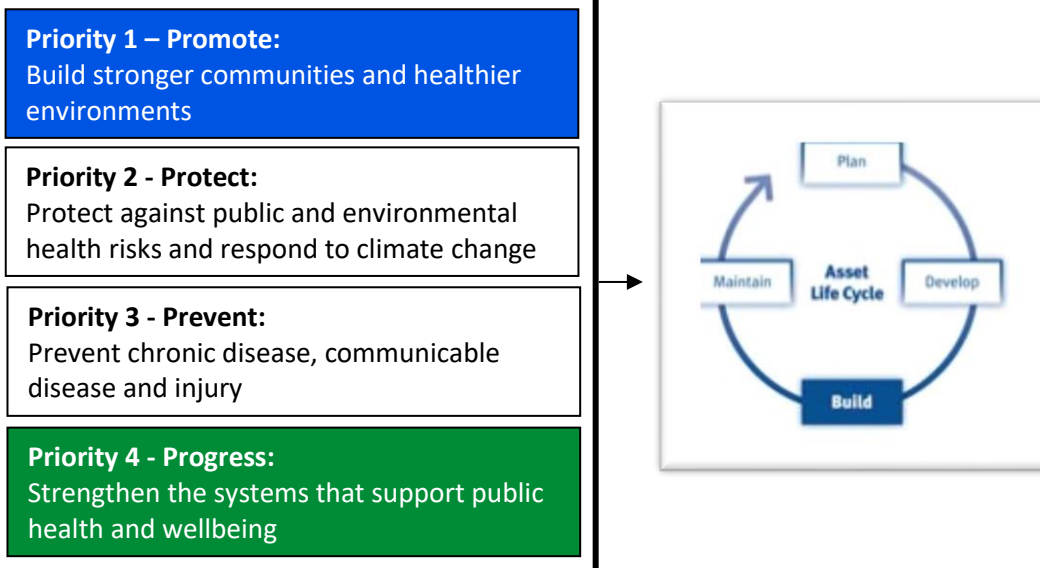 Priority 1 – Promote:
Build stronger communities and healthier
environments
Priority 2 - Protect:
Protect against public and environmental
health risks and respond to climate change
Priority 3 - Prevent:
Prevent chronic disease, communicable
disease and injury
Priority 4 - Progress:
Strengthen the systems that support public
health and wellbeing
Plan
Maintain
Asset
Life Cycle
Develop
Build